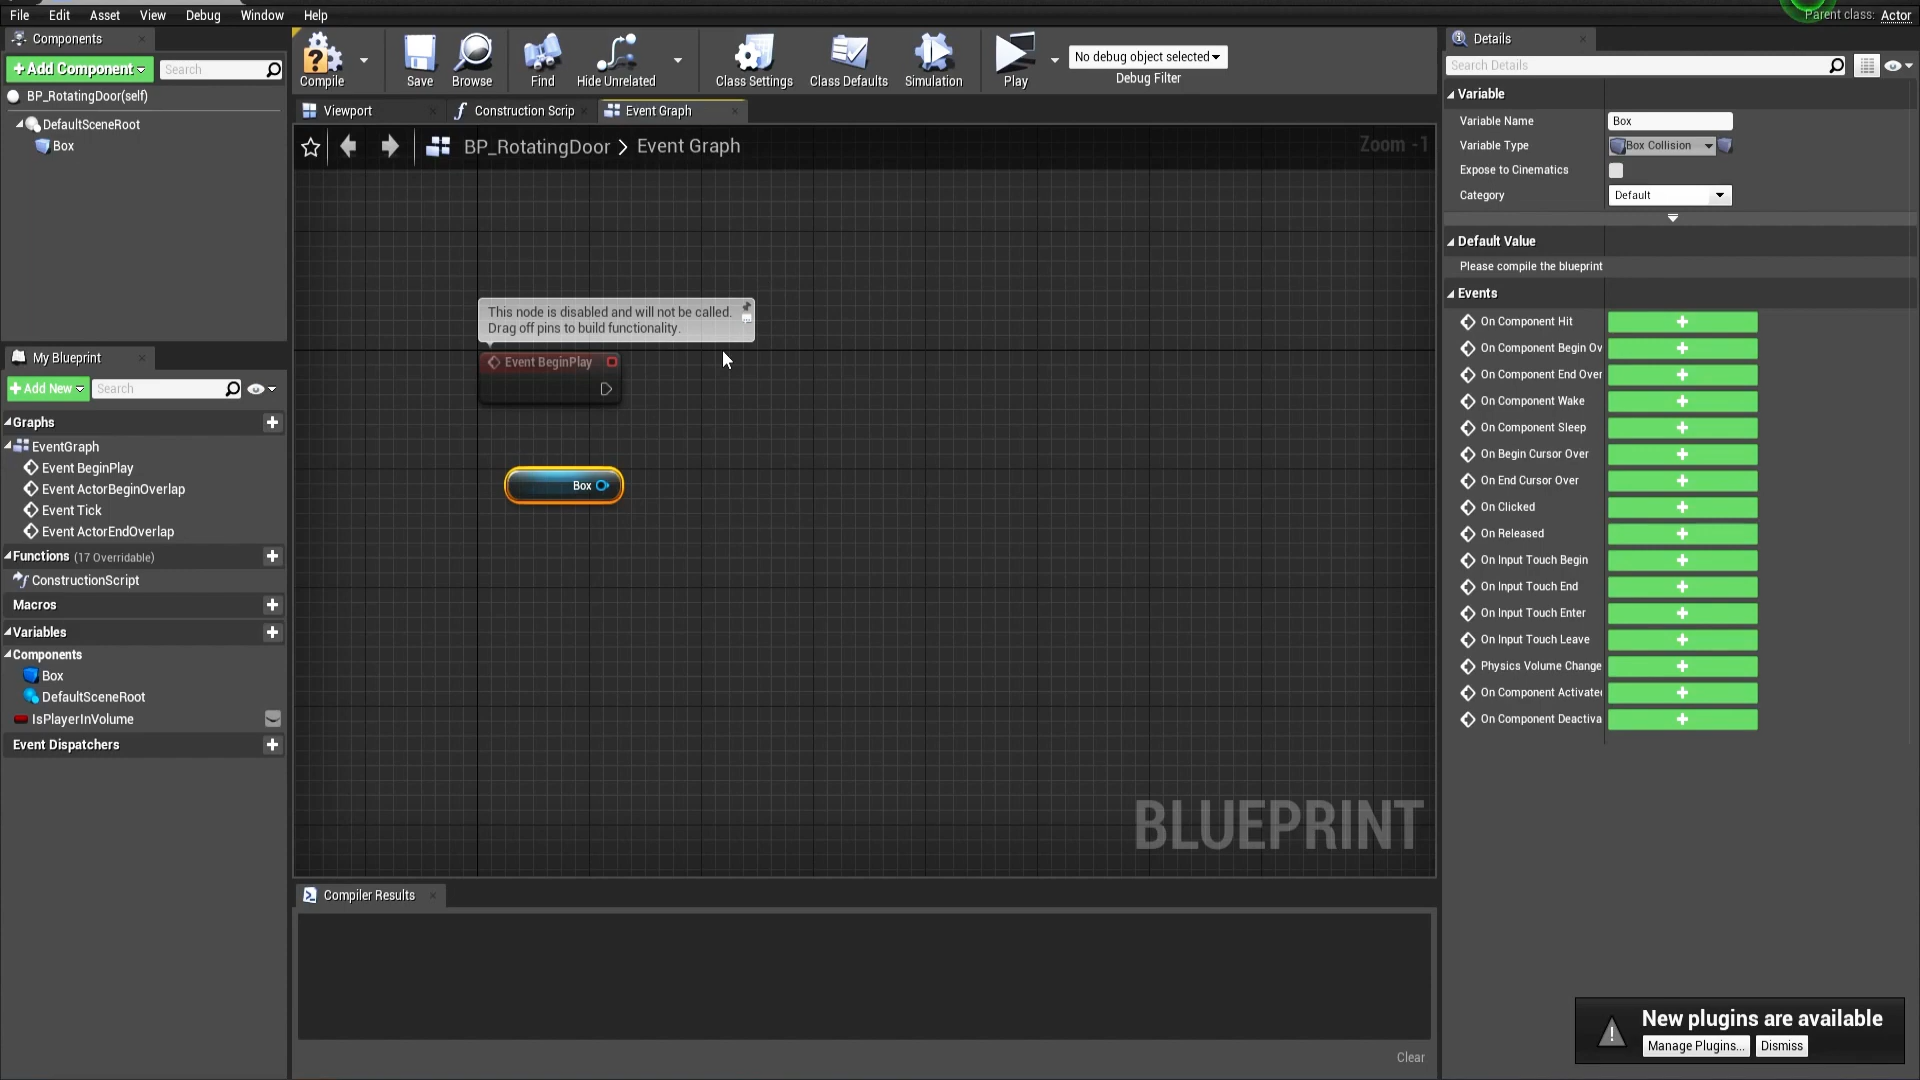 File Edit Asset View Debug Window Help
Parent class: Actor
Components
+Add Component
Search
BP_RotatingDoor(self)
DefaultSceneRoot
Box
My Blueprint
+Add New
Search
Graphs
EventGraph
Event BeginPlay
Event ActorBeginOverlap
Event Tick
Event ActorEndOverlap
Functions (17 Overridable)
ConstructionScript
Macros
Variables
Components
Box
DefaultSceneRoot
IsPlayerInVolume
Event Dispatchers
Compile
Save
Browse
Find
Hide Unrelated
Class Settings
Class Defaults
Simulation
Play
No debug object selected
Debug Filter
Viewport
Construction Scrip
Event Graph
BP_RotatingDoor > Event Graph
Zoom -1
This node is disabled and will not be called.
Drag off pins to build functionality.
Event BeginPlay
Box
BLUEPRINT
Compiler Results
Clear
Details
Search Details
Variable
Variable Name
Box
Variable Type
Box Collision
Expose to Cinematics
Category
Default
Default Value
Please compile the blueprint
Events
On Component Hit
On Component Begin Ov
On Component End Over
On Component Wake
On Component Sleep
On Begin Cursor Over
On End Cursor Over
On Clicked
On Released
On Input Touch Begin
On Input Touch End
On Input Touch Enter
On Input Touch Leave
Physics Volume Change
On Component Activate
On Component Deactiva
New plugins are available
Manage Plugins...
Dismiss